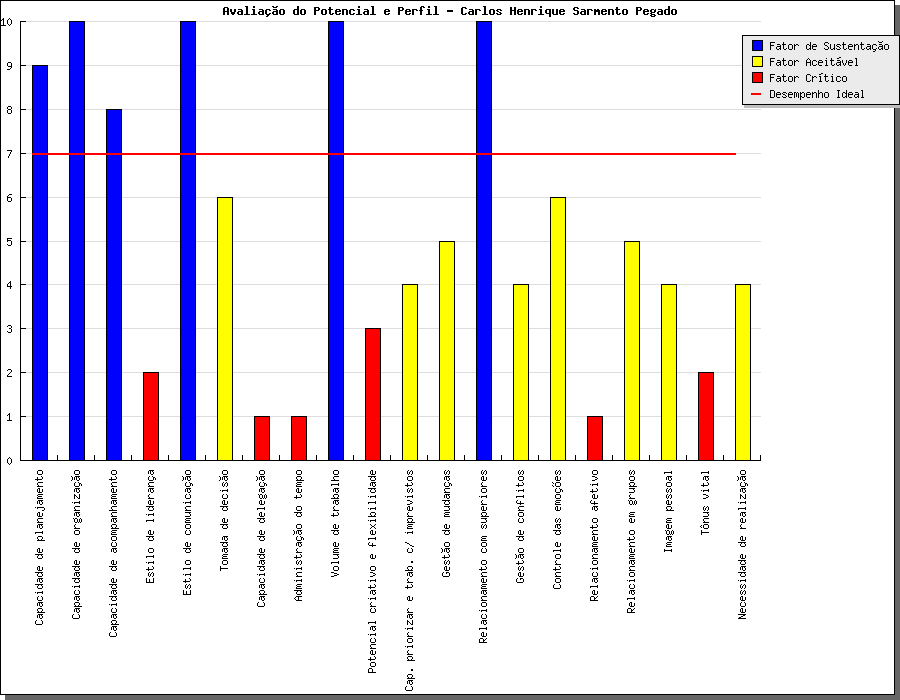 Avaliação do Potencial e Perfil - Carlos Henrique Sarmento Pegado
10
9
8
7
6
5
4
3
2
1
0
Fator de Sustentação
Fator Aceitável
Fator Crítico
Desempenho Ideal
Capacidade de planejamento
Capacidade de organização
Capacidade de acompanhamento
Estilo de liderança
Estilo de comunicação
Tomada de decisão
Capacidade de delegação
Administração do tempo
Volume de trabalho
Potencial criativo e flexibilidade
Cap. priorizar e trab. c/ imprevistos
Gestão de mudanças
Relacionamento com superiores
Gestão de conflitos
Controle das emoções
Relacionamento afetivo
Relacionamento em grupos
Imagem pessoal
Tônus vital
Necessidade de realização